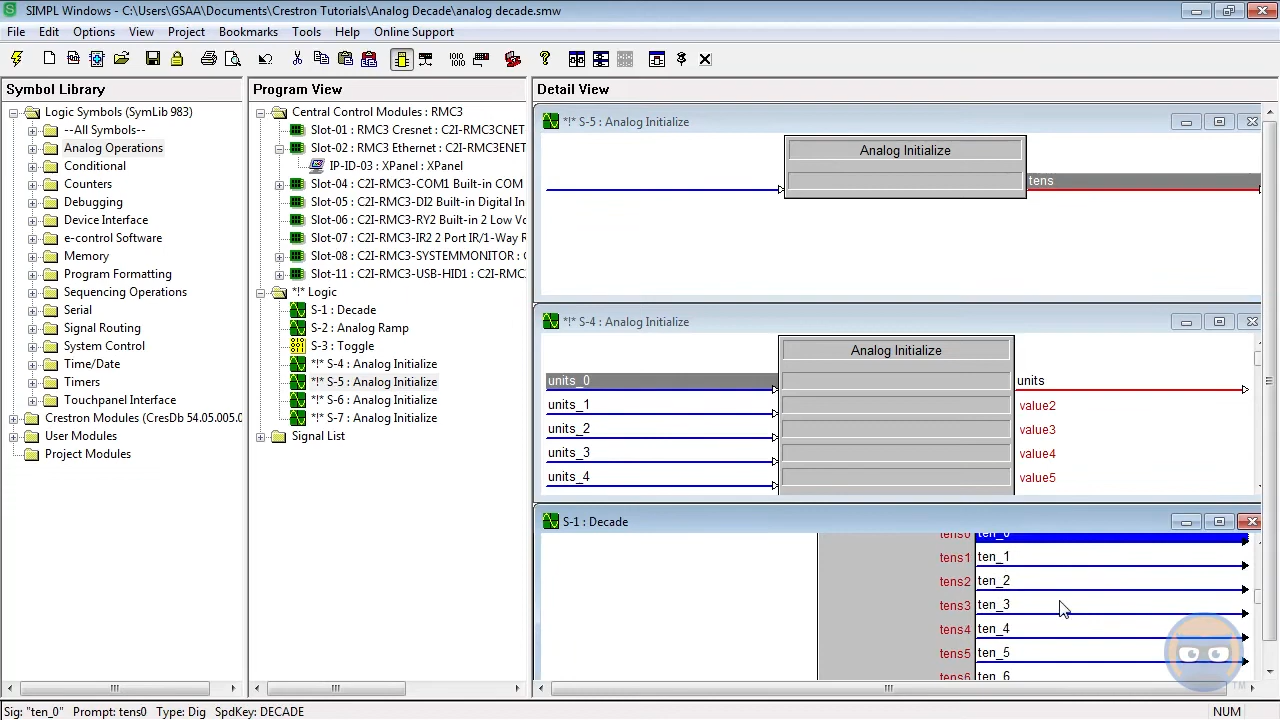 SIMPL Windows - C:\Users\GSAA\Documents\Crestron Tutorials\Analog Decade\analog decade.smw
File Edit Options View Project Bookmarks Tools Help Online Support
Symbol Library
Logic Symbols (SymLib 983)
--All Symbols--
Analog Operations
Conditional
Counters
Debugging
Device Interface
e-control Software
Memory
Program Formatting
Sequencing Operations
Serial
Signal Routing
System Control
Time/Date
Timers
Touchpanel Interface
Crestron Modules (CresDb 54.05.005.0
User Modules
Project Modules
Program View
Central Control Modules : RMC3
Slot-01 : RMC3 Cresnet : C2I-RMC3CNET
Slot-02 : RMC3 Ethernet : C2I-RMC3ENET
IP-ID-03 : XPanel : XPanel
Slot-04 : C2I-RMC3-COM1 Built-in COM
Slot-05 : C2I-RMC3-DI2 Built-in Digital In
Slot-06 : C2I-RMC3-RY2 Built-in 2 Low Vo
Slot-07 : C2I-RMC3-IR2 2 Port IR/1-Way R
Slot-08 : C2I-RMC3-SYSTEMMONITOR : C
Slot-11 : C2I-RMC3-USB-HID1 : C2I-RMC3
*!* Logic
S-1 : Decade
S-2 : Analog Ramp
S-3 : Toggle
*!* S-4 : Analog Initialize
*!* S-5 : Analog Initialize
*!* S-6 : Analog Initialize
*!* S-7 : Analog Initialize
Signal List
Detail View
*!* S-5 : Analog Initialize
Analog Initialize
tens
*!* S-4 : Analog Initialize
Analog Initialize
units_0 units
units_1 value2
units_2 value3
units_3 value4
units_4 value5
S-1 : Decade
tens0 ten_0
tens1 ten_1
tens2 ten_2
tens3 ten_3
tens4 ten_4
tens5 ten_5
tens6 ten_6
Sig: "ten_0" Prompt: tens0 Type: Dig SpdKey: DECADE
NUM